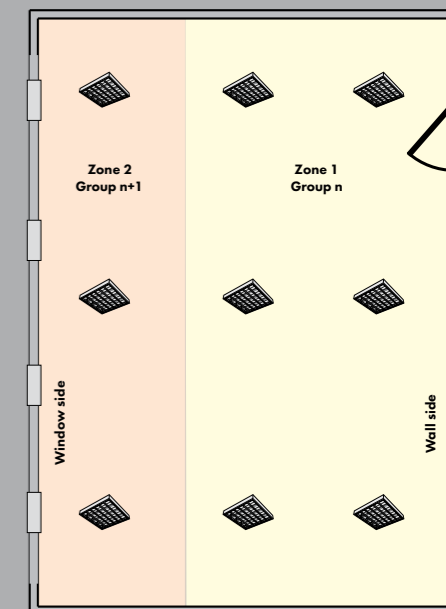 Zone 2
Group n+1
Zone 1
Group n
Window side
Wall side